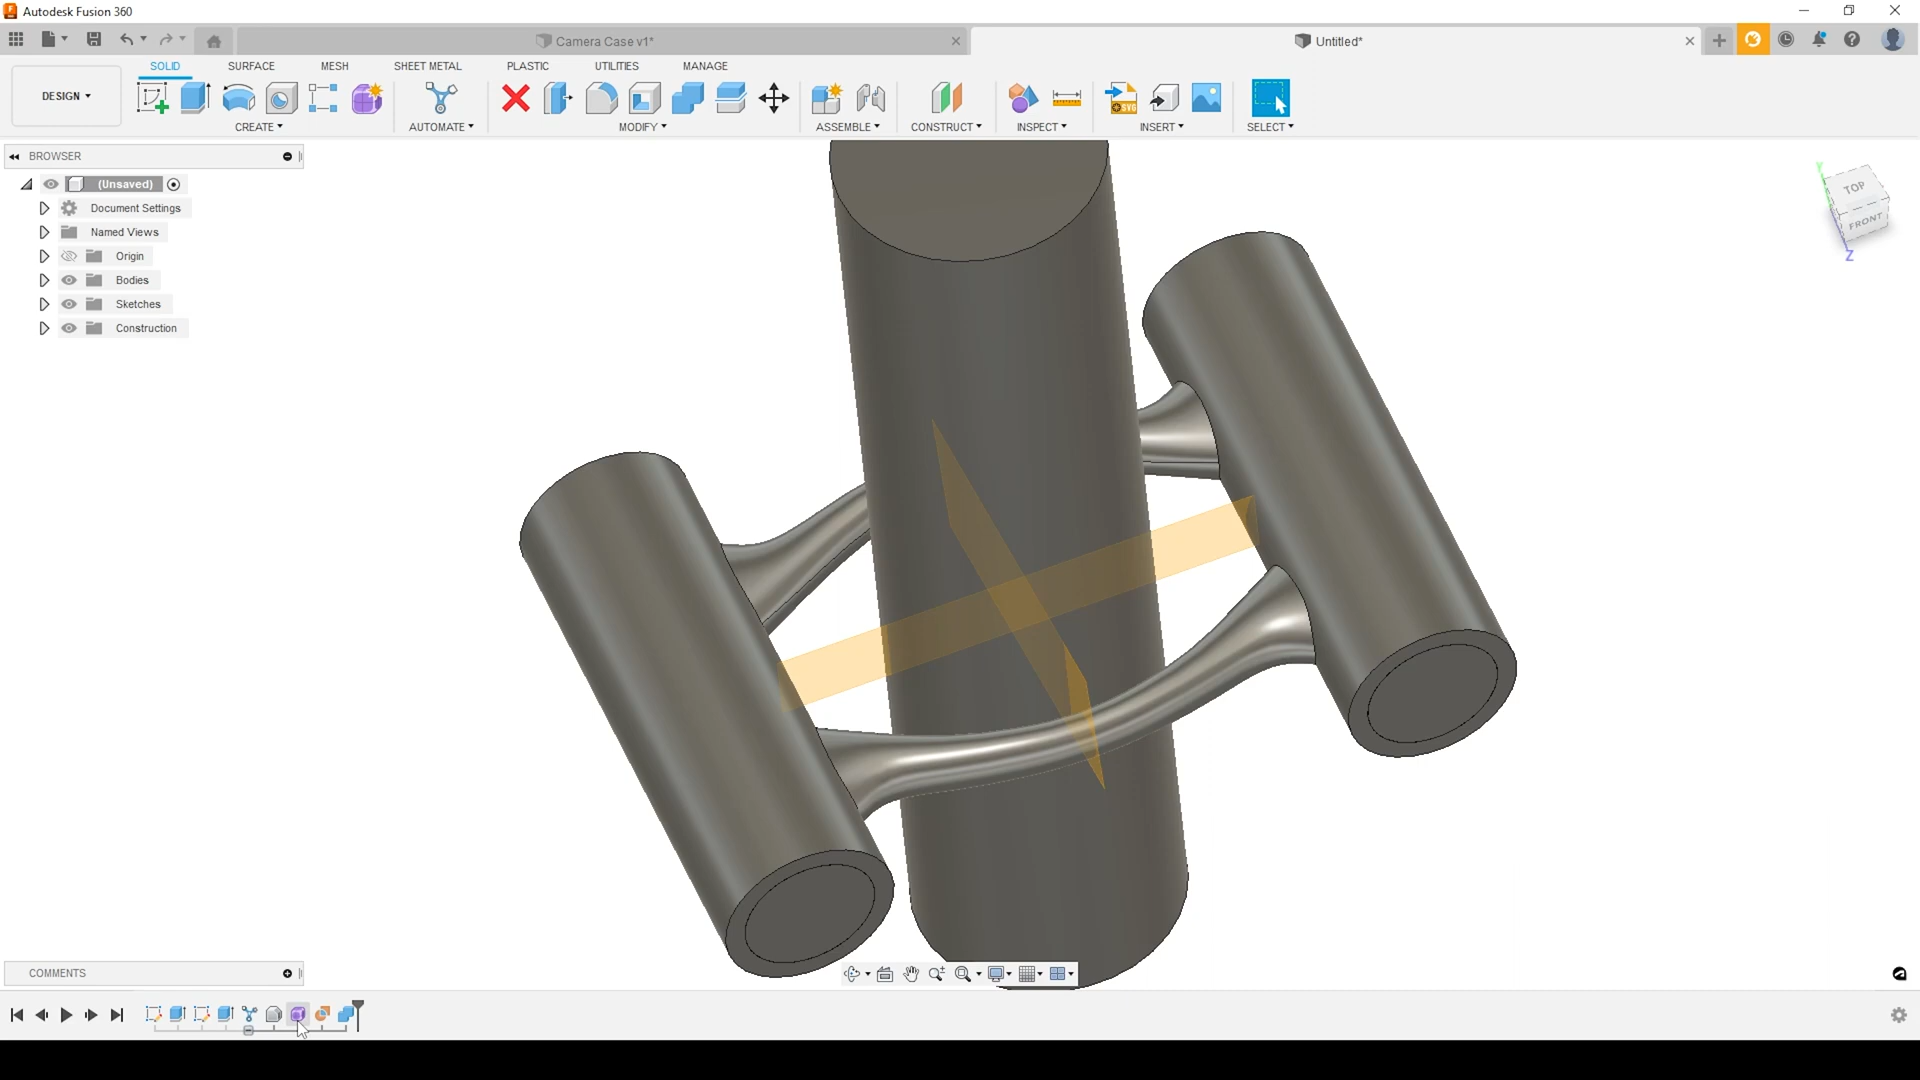 Autodesk Fusion 360
Camera Case v1*
Untitled*
DESIGN
SOLID
SURFACE
MESH
SHEET METAL
PLASTIC
UTILITIES
MANAGE
SVG
CREATE
AUTOMATE
MODIFY
ASSEMBLE
CONSTRUCT
INSPECT
INSERT
SELECT
BROWSER
(Unsaved)
Document Settings
Named Views
Origin
Bodies
Sketches
Construction
TOP
FRONT
Z
COMMENTS